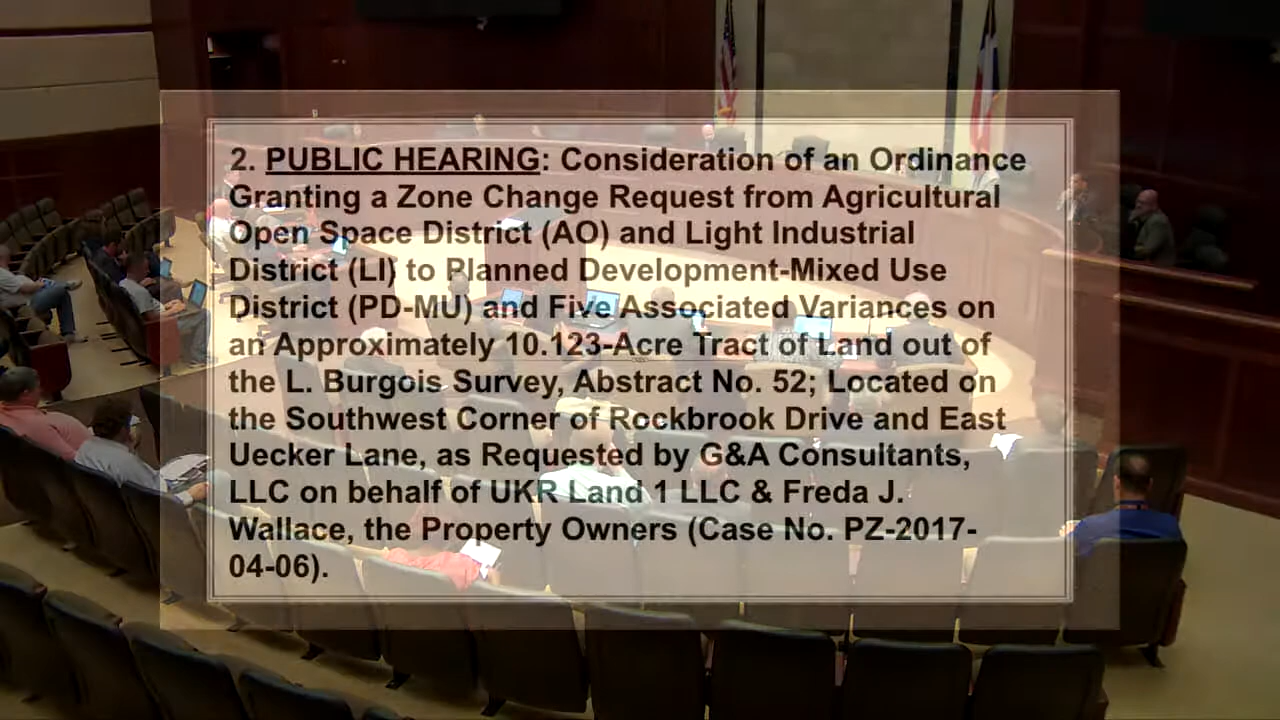 2. PUBLIC HEARING: Consideration of an Ordinance
Granting a Zone Change Request from Agricultural
Open Space District (AO) and Light Industrial
District (LI) to Planned Development-Mixed Use
District (PD-MU) and Five Associated Variances on
an Approximately 10.123-Acre Tract of Land out of
the L. Burgois Survey, Abstract No. 52; Located on
the Southwest Corner of Rockbrook Drive and East
Uecker Lane, as Requested by G&A Consultants,
LLC on behalf of UKR Land 1 LLC & Freda J.
Wallace, the Property Owners (Case No. PZ-2017-
04-06).